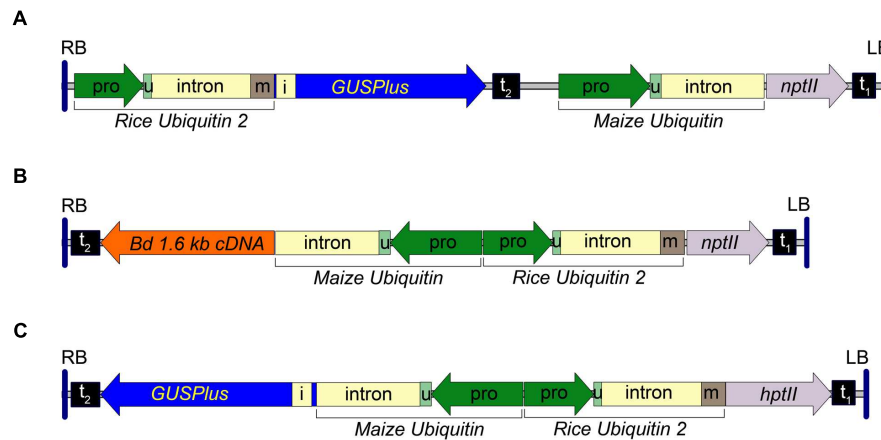 A
RB LB
pro u intron m i GUSPlus t2 pro u intron nptII t1
Rice Ubiquitin 2 Maize Ubiquitin
B
RB LB
t2 Bd 1.6 kb cDNA intron u pro pro u intron m nptII t1
Maize Ubiquitin Rice Ubiquitin 2
C
RB LB
t2 GUSPlus i intron u pro pro u intron m hptII t1
Maize Ubiquitin Rice Ubiquitin 2